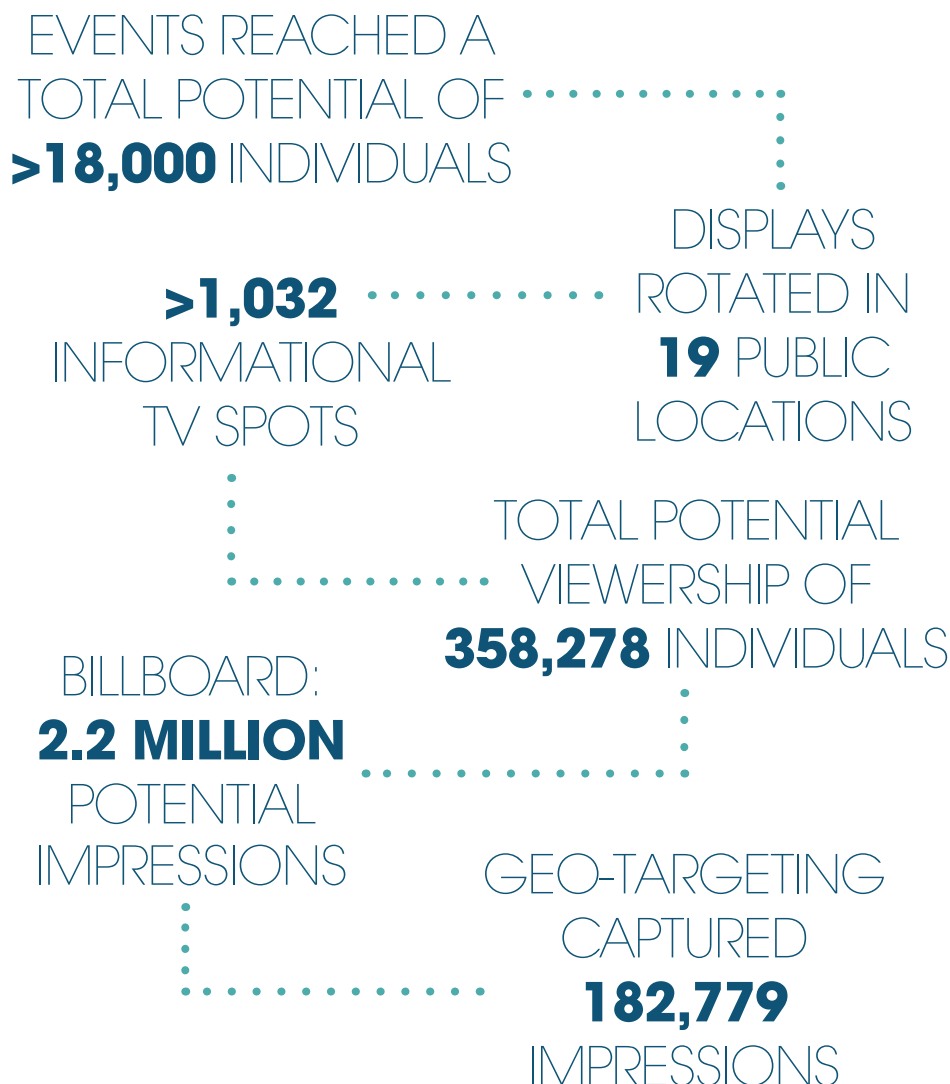 EVENTS REACHED A
TOTAL POTENTIAL OF
>18,000 INDIVIDUALS
DISPLAYS
ROTATED IN
19 PUBLIC
LOCATIONS
>1,032
INFORMATIONAL
TV SPOTS
TOTAL POTENTIAL
VIEWERSHIP OF
358,278 INDIVIDUALS
BILLBOARD:
2.2 MILLION
POTENTIAL
IMPRESSIONS
GEO-TARGETING
CAPTURED
182,779
IMPRESSIONS